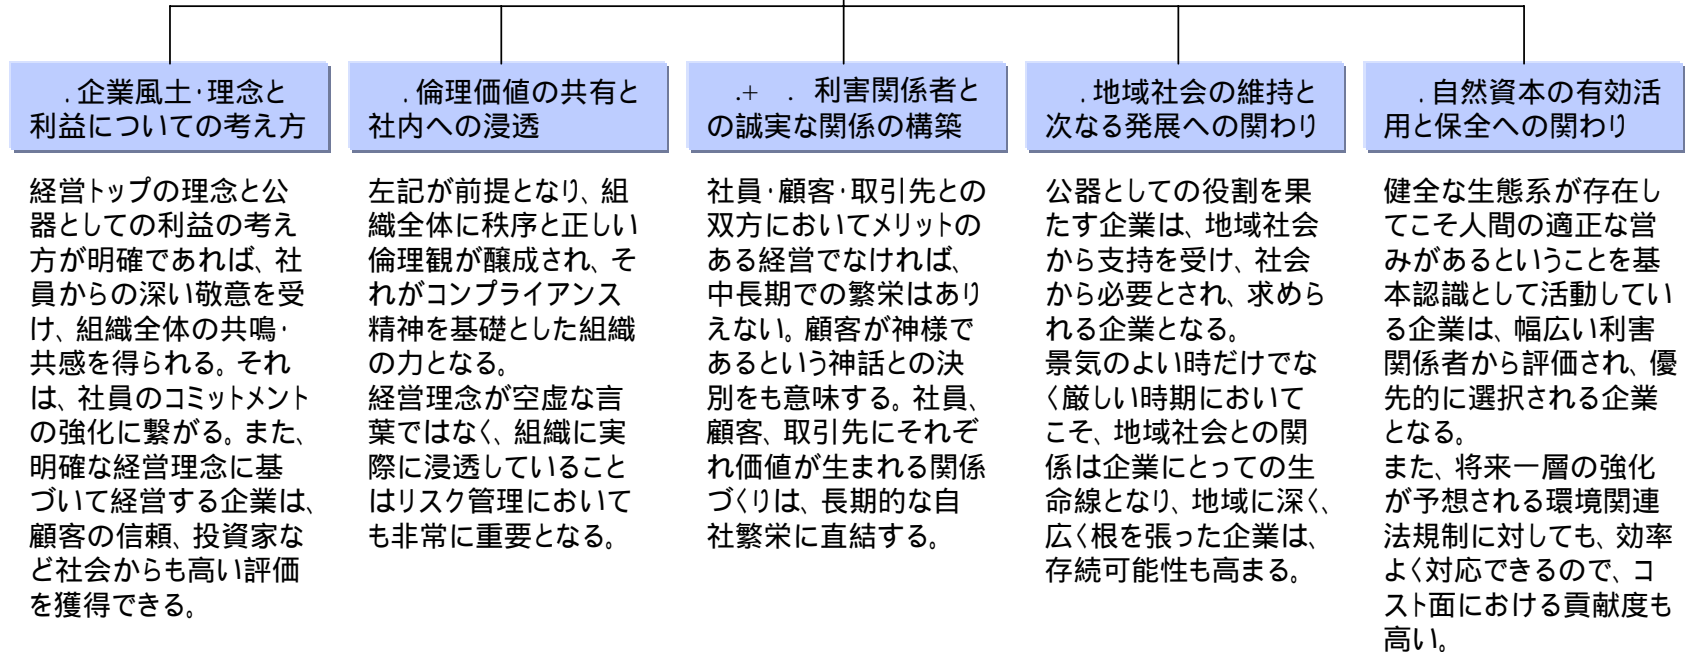 .企業風土･理念と
利益についての考え方
経営トップの理念と公
器としての利益の考え
方が明確であれば、社
員からの深い敬意を受
け、組織全体の共鳴･
共感を得られる。それ
は、社員のコミットメント
の強化に繋がる。また、
明確な経営理念に基
づいて経営する企業は、
顧客の信頼、投資家な
ど社会からも高い評価
を獲得できる。
.倫理価値の共有と
社内への浸透
左記が前提となり、組
織全体に秩序と正しい
倫理観が醸成され、そ
れがコンプライアンス
精神を基礎とした組織
の力となる。
経営理念が空虚な言
葉ではなく、組織に実
際に浸透していること
はリスク管理において
も非常に重要となる。
.+ . 利害関係者と
の誠実な関係の構築
社員･顧客･取引先との
双方においてメリットの
ある経営でなければ、
中長期での繁栄はあり
えない。顧客が神様で
あるという神話との決
別をも意味する。社員、
顧客、取引先にそれぞ
れ価値が生まれる関係
づくりは、長期的な自
社繁栄に直結する。
.地域社会の維持と
次なる発展への関わり
公器としての役割を果
たす企業は、地域社会
から支持を受け、社会
から必要とされ、求めら
れる企業となる。
景気のよい時だけでな
く厳しい時期において
こそ、地域社会との関
係は企業にとっての生
命線となり、地域に深く、
広く根を張った企業は、
存続可能性も高まる。
.自然資本の有効活
用と保全への関わり
健全な生態系が存在し
てこそ人間の適正な営
みがあるということを基
本認識として活動してい
る企業は、幅広い利害
関係者から評価され、優
先的に選択される企業
となる。
また、将来一層の強化
が予想される環境関連
法規制に対しても、効率
よく対応できるので、コ
スト面における貢献度も
高い。